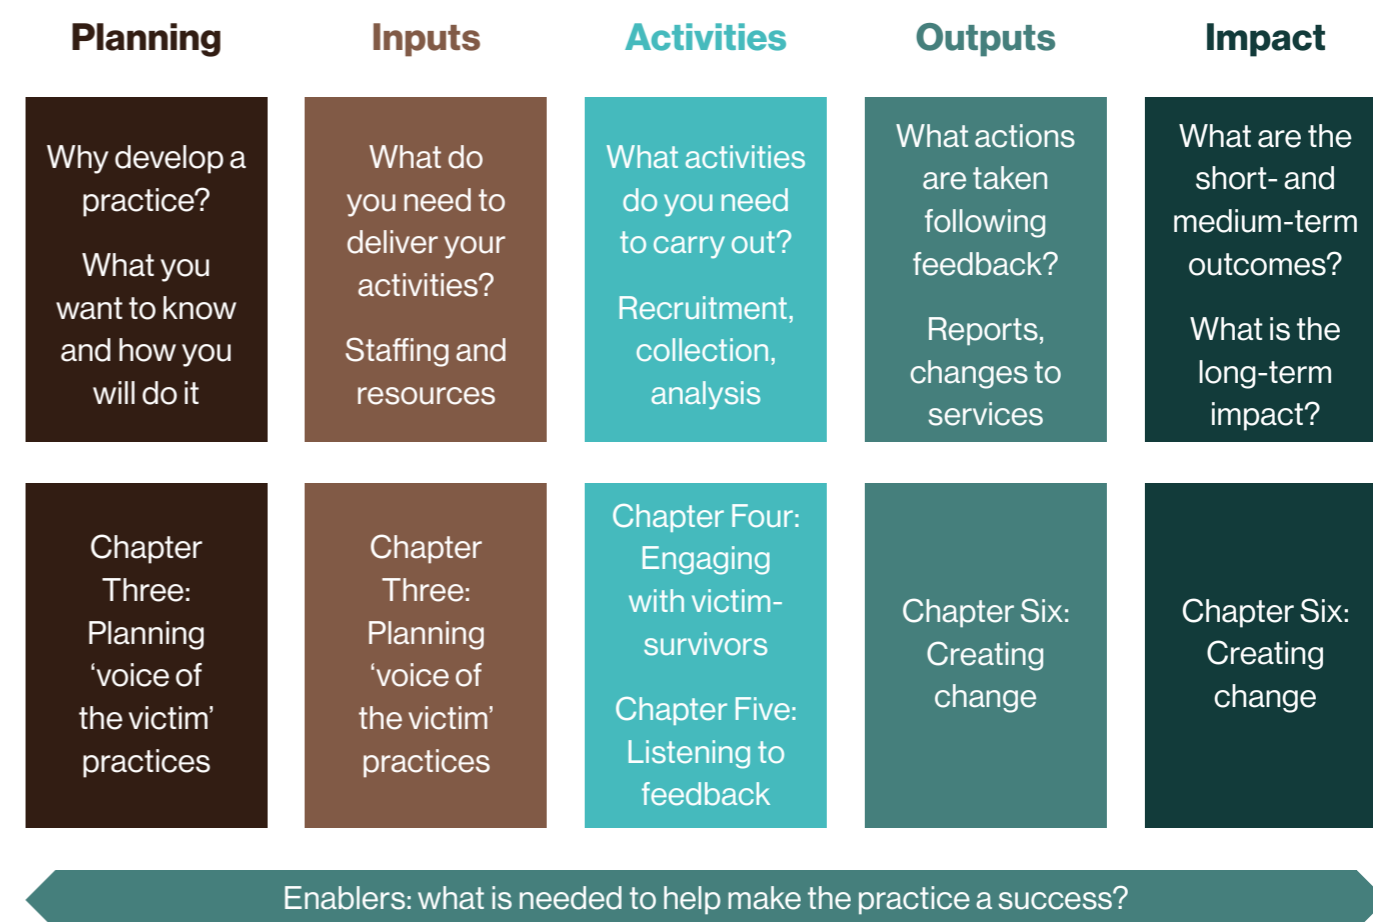 Planning
Inputs
Activities
Outputs
Impact
Why develop a
practice?
What you
want to know
and how you
will do it
What do
you need to
deliver your
activities?
Staffing and
resources
What activities
do you need
to carry out?
Recruitment,
collection,
analysis
What actions
are taken
following
feedback?
Reports,
changes to
services
What are the
short- and
medium-term
outcomes?
What is the
long-term
impact?
Chapter
Three:
Planning
‘voice of
the victim’
practices
Chapter
Three:
Planning
‘voice of
the victim’
practices
Chapter Four:
Engaging
with victim-
survivors
Chapter Five:
Listening to
feedback
Chapter Six:
Creating
change
Chapter Six:
Creating
change
Enablers: what is needed to help make the practice a success?